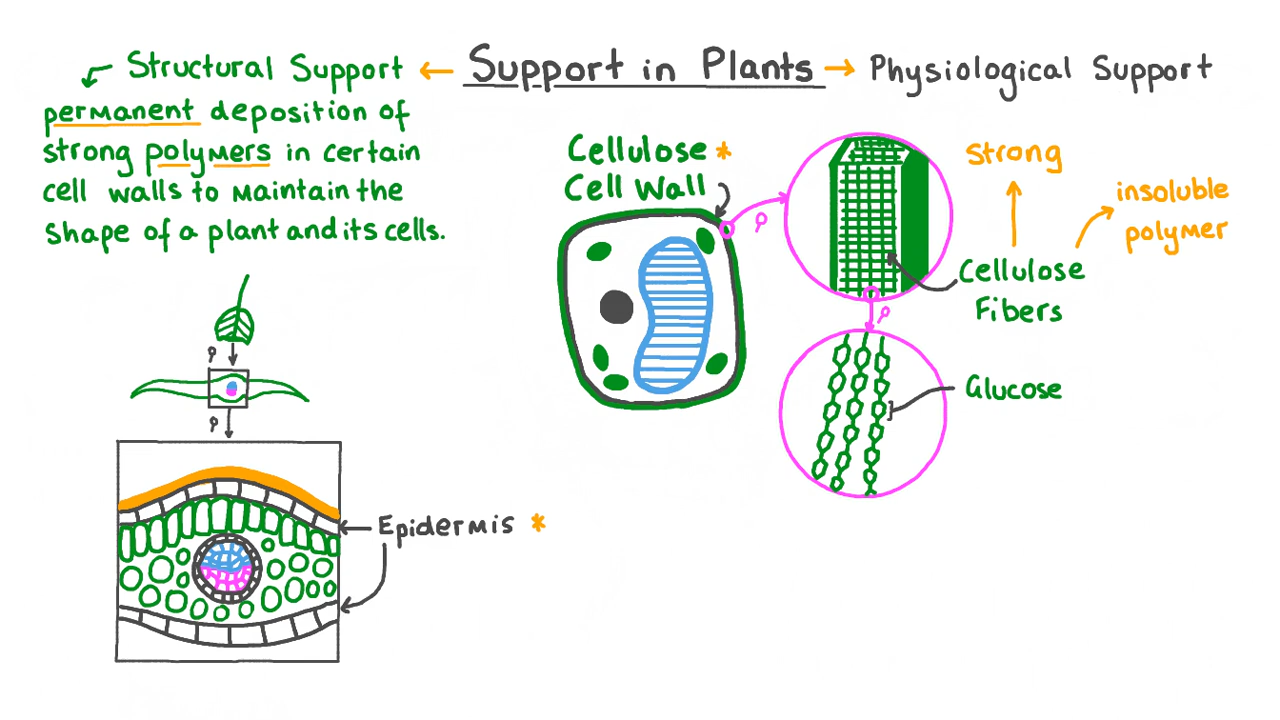 Support in Plants
Structural Support
permanent deposition of
strong polymers in certain
cell walls to maintain the
shape of a plant and its cells.
Physiological Support
Cellulose *
Cell Wall
Strong
insoluble
polymer
Cellulose
Fibers
Glucose
Epidermis *